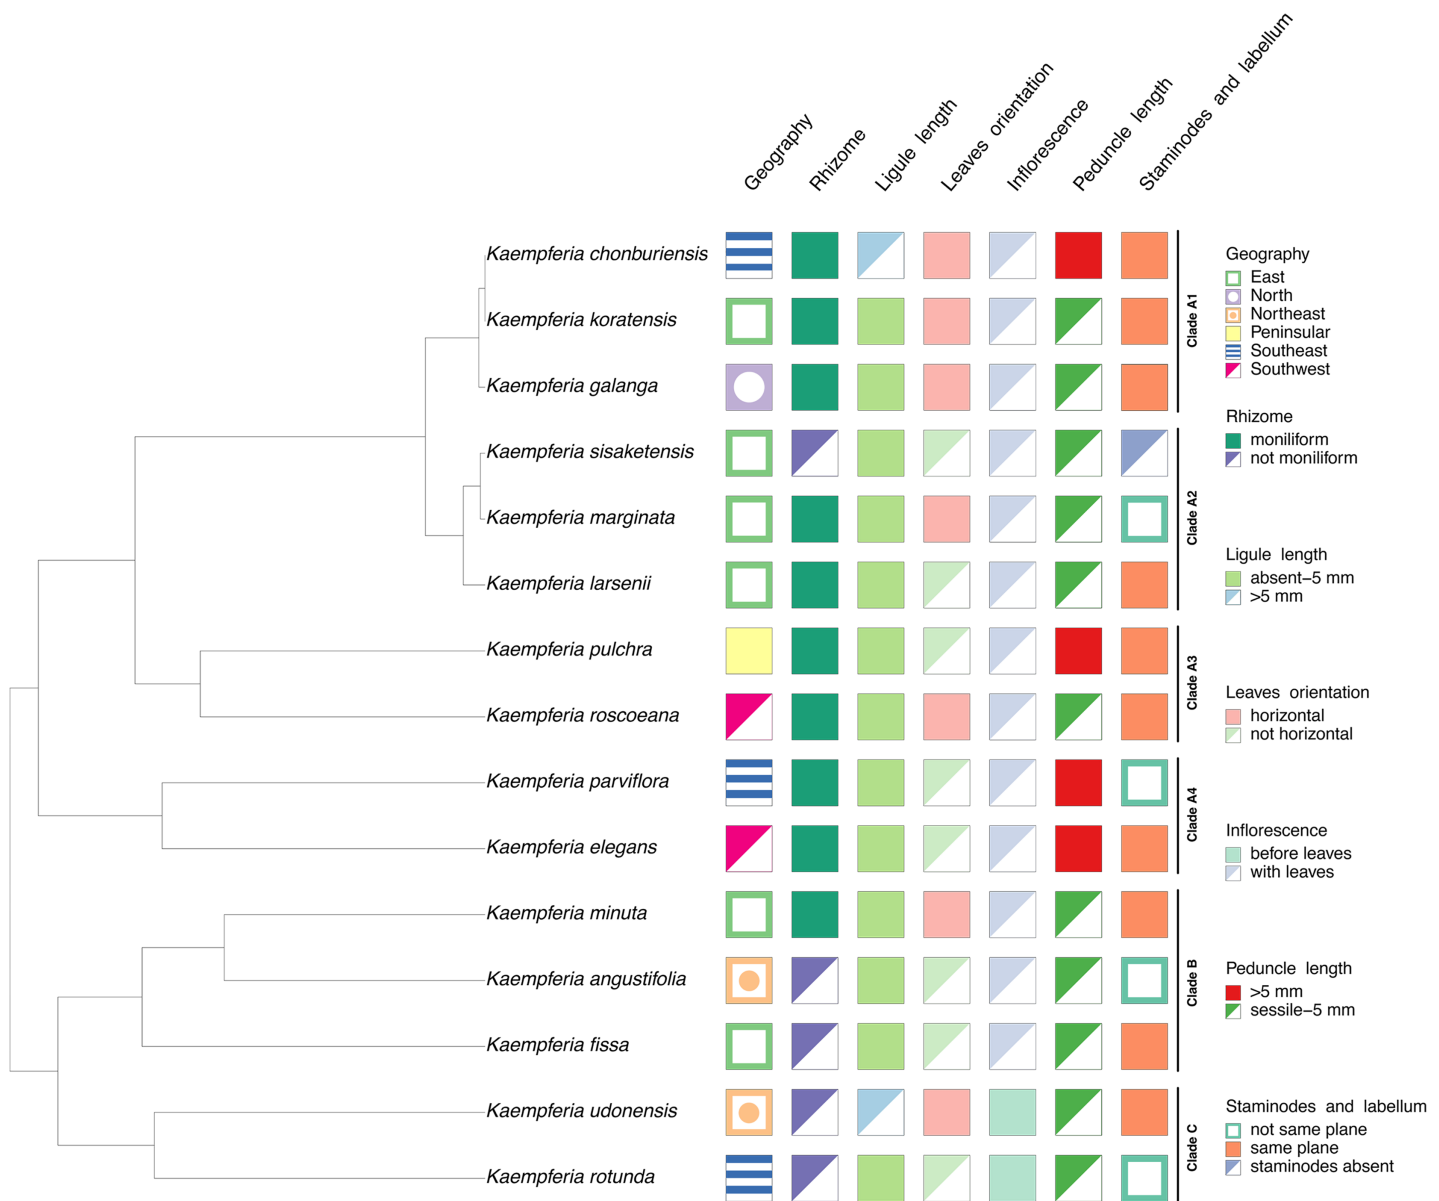 Geography
Rhizome
Ligule length
Leaves orientation
Inflorescence
Peduncle length
Staminodes and labellum
Kaempferia chonburiensis
Kaempferia koratensis
Kaempferia galanga
Kaempferia sisaketensis
Kaempferia marginata
Kaempferia larsenii
Kaempferia pulchra
Kaempferia roscoeana
Kaempferia parviflora
Kaempferia elegans
Kaempferia minuta
Kaempferia angustifolia
Kaempferia fissa
Kaempferia udonensis
Kaempferia rotunda
Clade A1
Clade A2
Clade A3
Clade A4
Clade B
Clade C
Geography
East
North
Northeast
Peninsular
Southeast
Southwest
Rhizome
moniliform
not moniliform
Ligule length
absent–5 mm
>5 mm
Leaves orientation
horizontal
not horizontal
Inflorescence
before leaves
with leaves
Peduncle length
>5 mm
sessile–5 mm
Staminodes and labellum
not same plane
same plane
staminodes absent